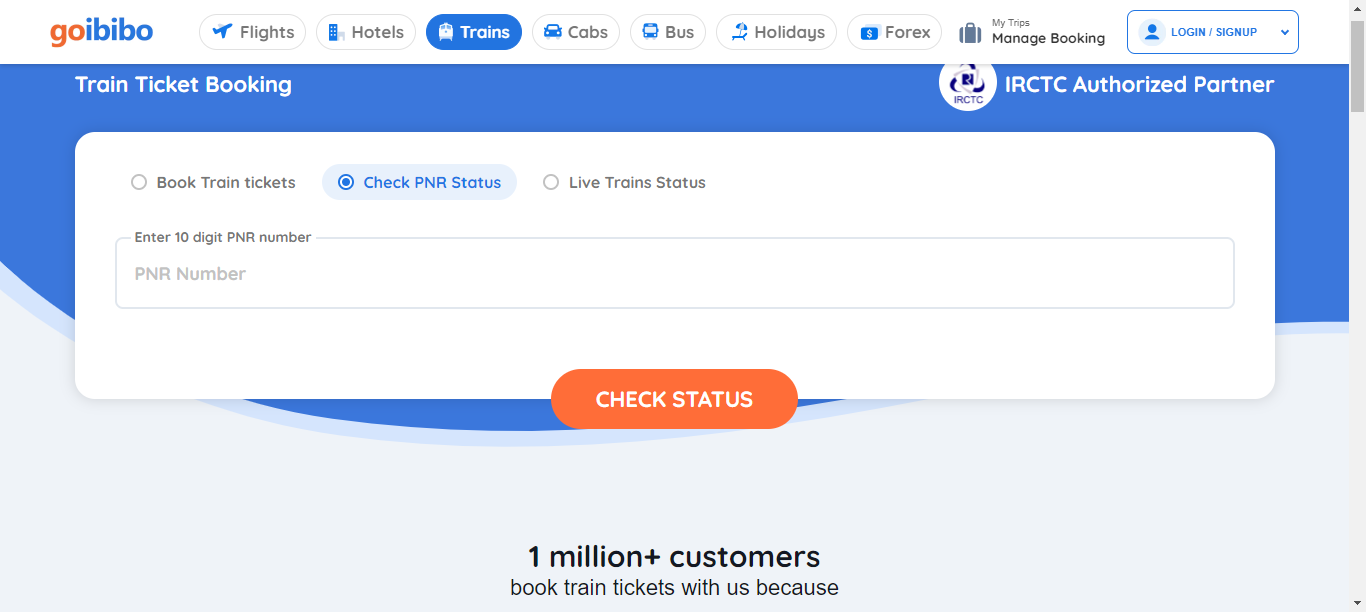 goibibo
Flights
Hotels
Trains
Cabs
Bus
Holidays
Forex
My Trips
Manage Booking
LOGIN / SIGNUP
Train Ticket Booking
IRCTC
IRCTC Authorized Partner
Book Train tickets
Check PNR Status
Live Trains Status
Enter 10 digit PNR number
PNR Number
CHECK STATUS
1 million+ customers
book train tickets with us because